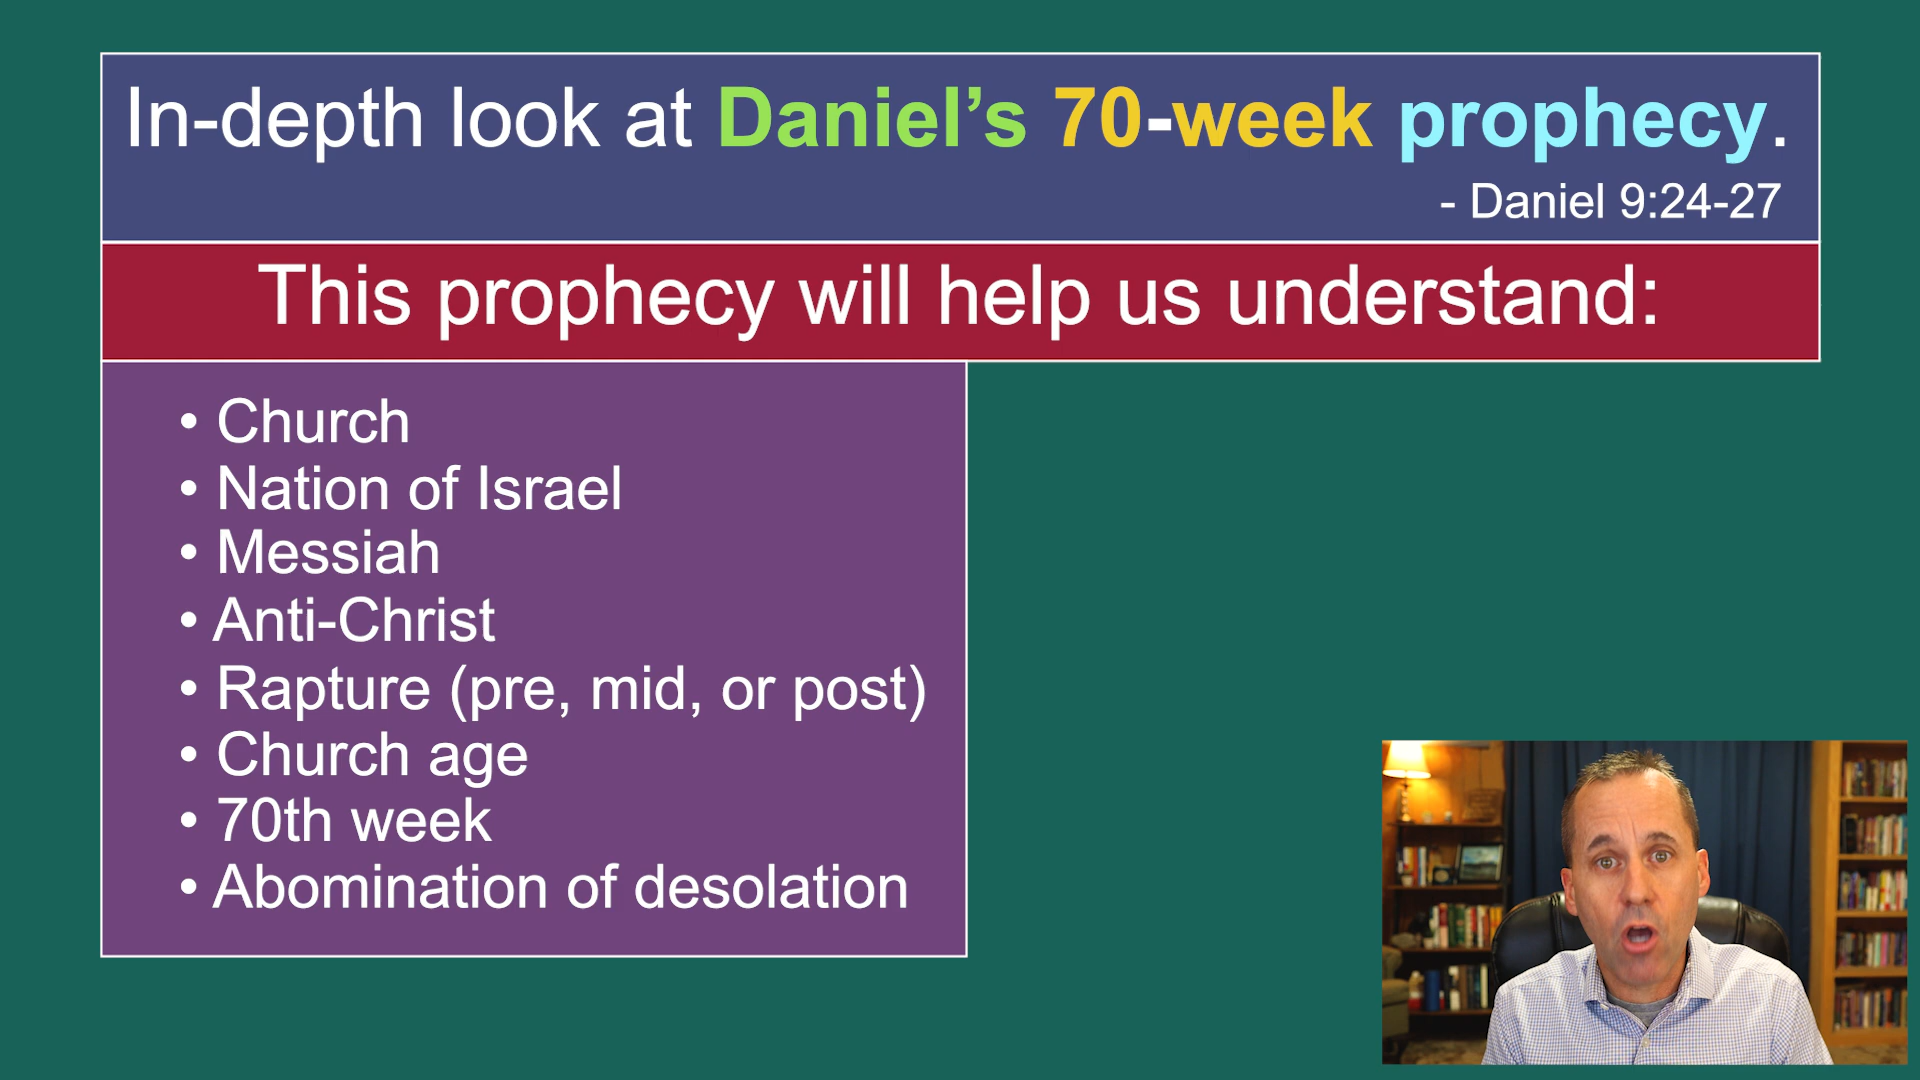 In-depth look at Daniel’s 70-week prophecy.
- Daniel 9:24-27
This prophecy will help us understand:
• Church
• Nation of Israel
• Messiah
• Anti-Christ
• Rapture (pre, mid, or post)
• Church age
• 70th week
• Abomination of desolation